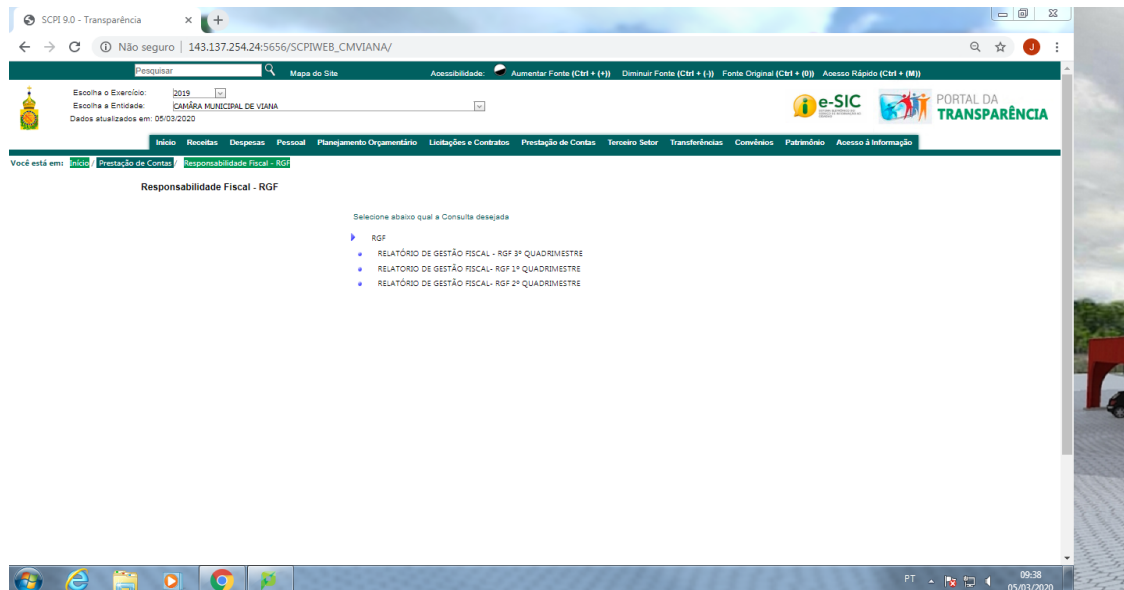 SCPI 9.0 - Transparência
Não seguro | 143.137.254.24:5656/SCPIWEB_CMVIANA/
J
Pesquisar Mapa do Site Acessibilidade: Aumentar Fonte (Ctrl + (+)) Diminuir Fonte (Ctrl + (-)) Fonte Original (Ctrl + (0)) Acesso Rápido (Ctrl + (M))
Escolha o Exercício: 2019
Escolha a Entidade: CAMÂRA MUNICIPAL DE VIANA
Dados atualizados em: 05/03/2020
e-SIC
PORTAL DA
TRANSPARÊNCIA
Início Receitas Despesas Pessoal Planejamento Orçamentário Licitações e Contratos Prestação de Contas Terceiro Setor Transferências Convênios Patrimônio Acesso à Informação
Você está em: Início / Prestação de Contas / Responsabilidade Fiscal - RGF
Responsabilidade Fiscal - RGF
Selecione abaixo qual a Consulta desejada
RGF
RELATÓRIO DE GESTÃO FISCAL - RGF 3º QUADRIMESTRE
RELATORIO DE GESTÃO FISCAL- RGF 1º QUADRIMESTRE
RELATÓRIO DE GESTÃO FISCAL- RGF 2º QUADRIMESTRE
PT
09:38
05/03/2020